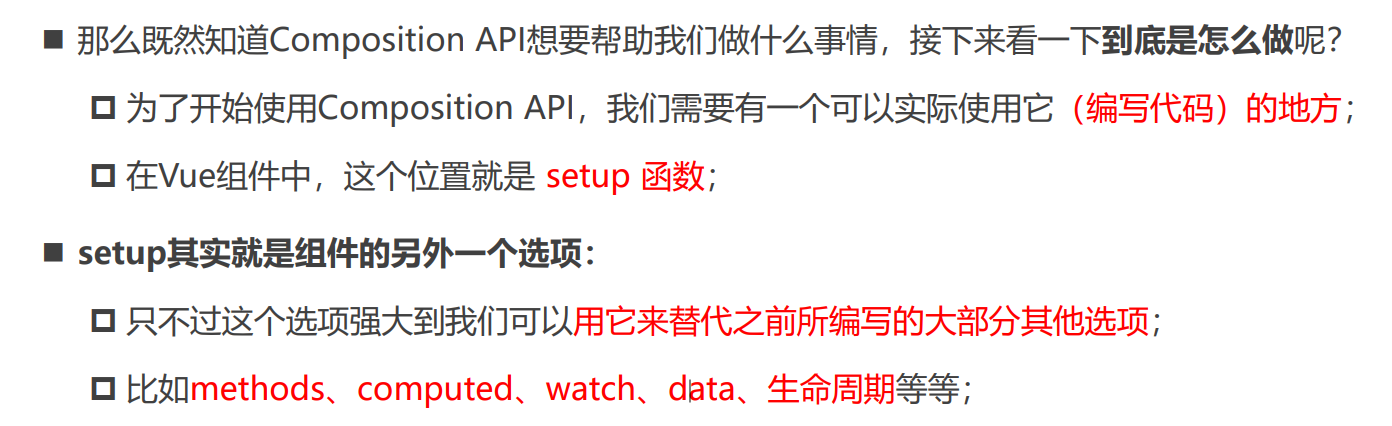 ■ 那么既然知道Composition API想要帮助我们做什么事情，接下来看一下到底是怎么做呢？
为了开始使用Composition API，我们需要有一个可以实际使用它（编写代码）的地方；
在Vue组件中，这个位置就是 setup 函数；
■ setup其实就是组件的另外一个选项：
只不过这个选项强大到我们可以用它来替代之前所编写的大部分其他选项；
比如methods、computed、watch、data、生命周期等等；